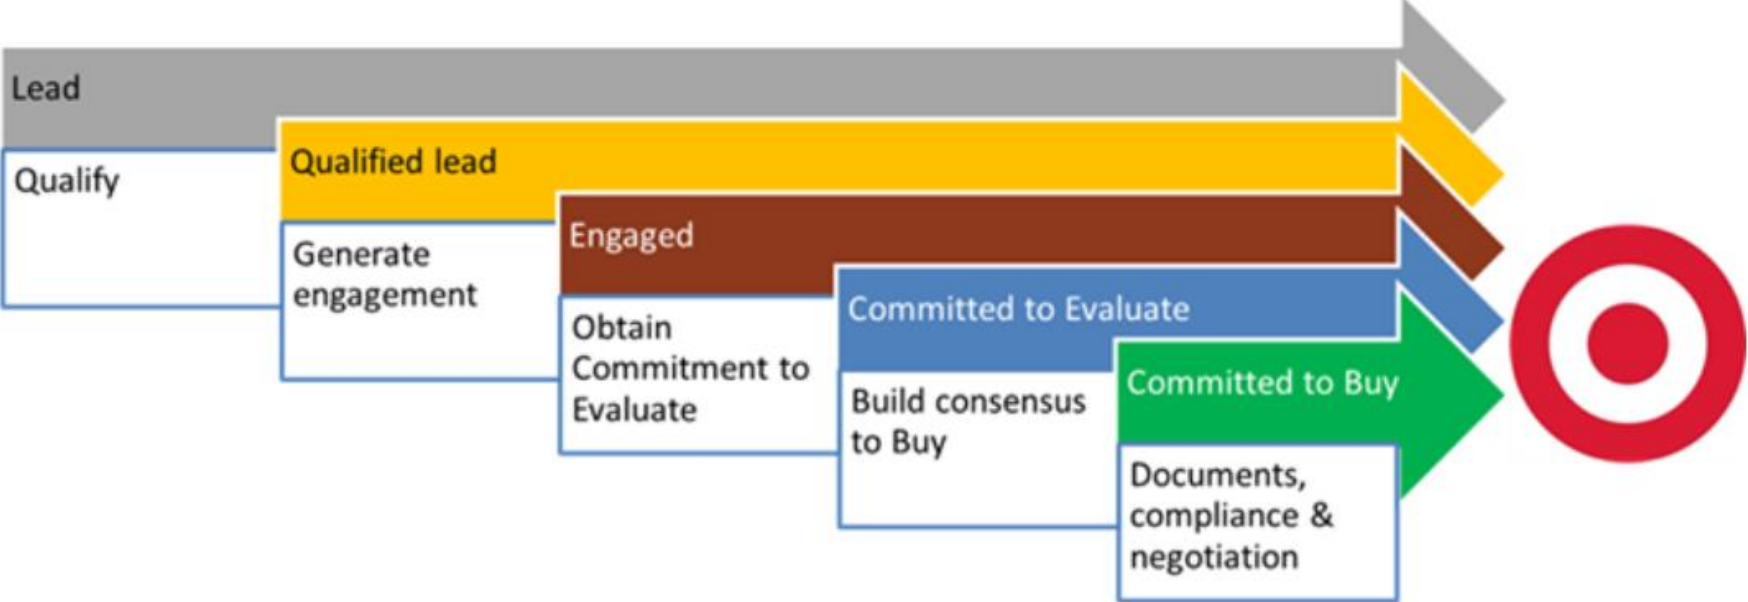 Lead
Qualify
Qualified lead
Generate
engagement
Engaged
Obtain
Commitment to
Evaluate
Committed to Evaluate
Build consensus
to Buy
Committed to Buy
Documents,
compliance &
negotiation